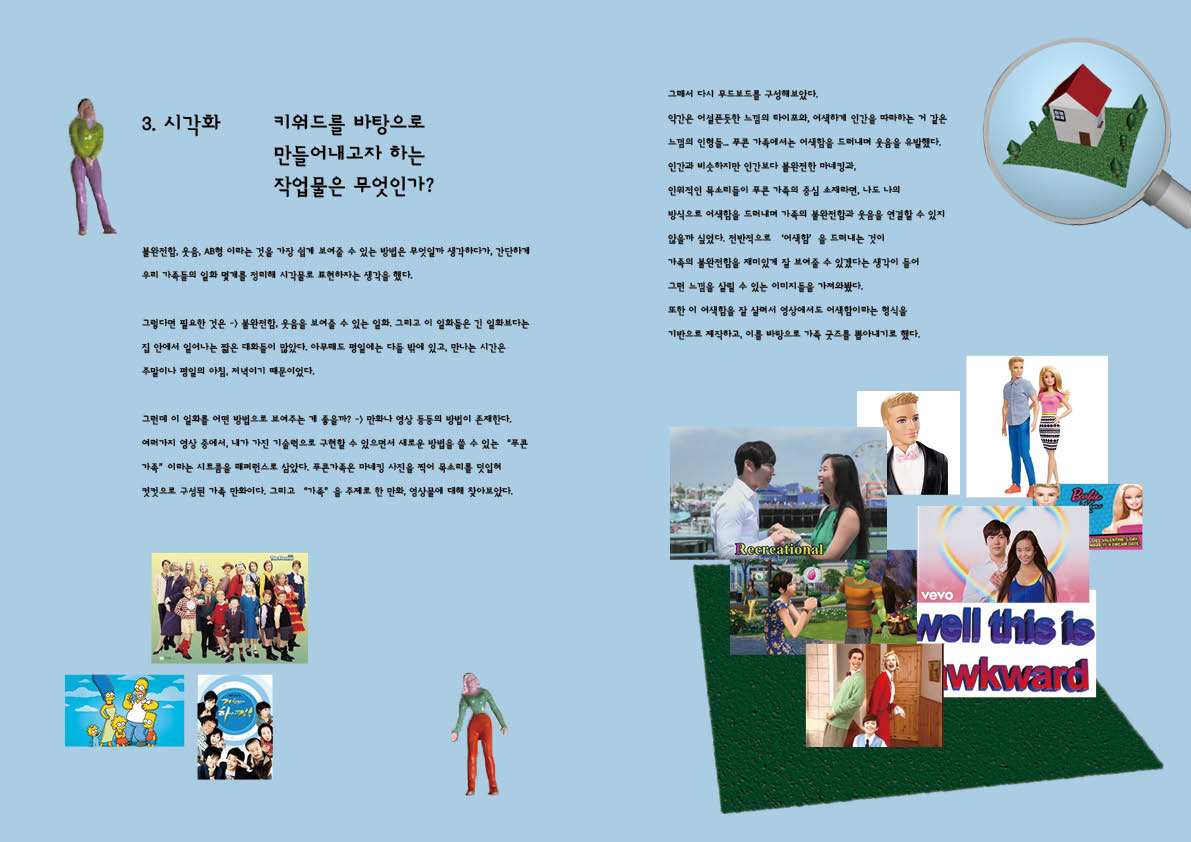 3. 시각화
키워드를 바탕으로
만들어내고자 하는
작업물은 무엇인가?
불완전함, 웃음, AB형 이라는 것을 가장 쉽게 보여줄 수 있는 방법은 무엇일까 생각하다가, 간단하게
우리 가족들의 일화 몇개를 정리해 시각물로 표현하자는 생각을 했다.
그렇다면 필요한 것은 -> 불완전함, 웃음을 보여줄 수 있는 일화. 그리고 이 일화들은 긴 일화보다는
집 안에서 일어나는 짧은 대화들이 많았다. 아무래도 평일에는 다들 밖에 있고, 만나는 시간은
주말이나 평일의 아침, 저녁이기 때문이었다.
그런데 이 일화를 어떤 방법으로 보여주는 게 좋을까? -> 만화나 영상 등등의 방법이 존재한다.
여러가지 영상 중에서, 내가 가진 기술력으로 구현할 수 있으면서 새로운 방법을 쓸 수 있는 “푸콘
가족” 이라는 시트콤을 래퍼런스로 삼았다. 푸콘가족은 마네킹 사진을 찍어 목소리를 덧입혀
컷컷으로 구성된 가족 만화이다. 그리고 “가족” 을 주제로 한 만화, 영상물에 대해 찾아보았다.
The Fuccons
거침없이
하이킥!
그래서 다시 무드보드를 구성해보았다.
약간은 어설픈듯한 느낌의 타이포와, 어색하게 인간을 따라하는 거 같은
느낌의 인형들... 푸콘 가족에서는 어색함을 드러내며 웃음을 유발했다.
인간과 비슷하지만 인간보다 불완전한 마네킹과,
인위적인 목소리들이 푸콘 가족의 중심 소재라면, 나도 나의
방식으로 어색함을 드러내며 가족의 불완전함과 웃음을 연결할 수 있지
않을까 싶었다. 전반적으로 ‘어색함’ 을 드러내는 것이
가족의 불완전함을 재미있게 잘 보여줄 수 있겠다는 생각이 들어
그런 느낌을 살릴 수 있는 이미지들을 가져와봤다.
또한 이 어색함을 잘 살려서 영상에서도 어색함이라는 형식을
기반으로 제작하고, 이를 바탕으로 가족 굿즈를 뽑아내기로 했다.
Barbie
Recreational
vevo
well this is
awkward